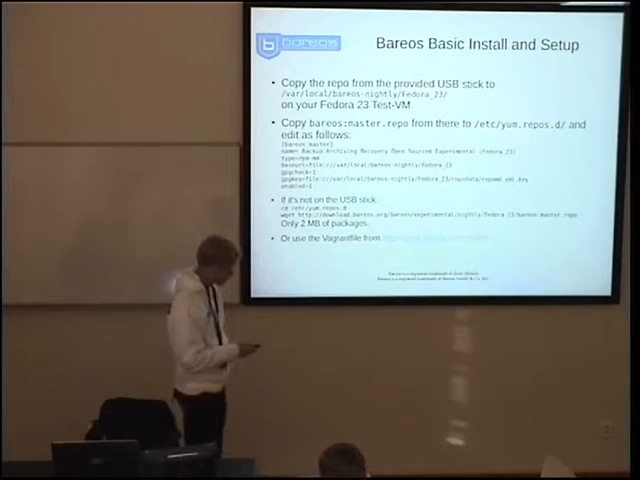 bareos
Bareos Basic Install and Setup
• Copy the repo from the provided USB stick to
/var/local/bareos-nightly/Fedora_23/
on your Fedora 23 Test-VM
• Copy bareos:master.repo from there to /etc/yum.repos.d/ and
edit as follows:
[bareos_master]
name= Backup Archiving Recovery Open Sourced Experimental (Fedora_23)
type=rpm-md
baseurl=file:///var/local/bareos-nightly/Fedora_23
gpgcheck=1
gpgkey=file:///var/local/bareos-nightly/Fedora_23/repodata/repomd.xml.key
enabled=1
• If it's not on the USB stick:
cd /etc/yum.repos.d
wget http://download.bareos.org/bareos/experimental/nightly/Fedora_23/bareos:master.repo
Only 2 MB of packages.
• Or use the Vagrantfile from